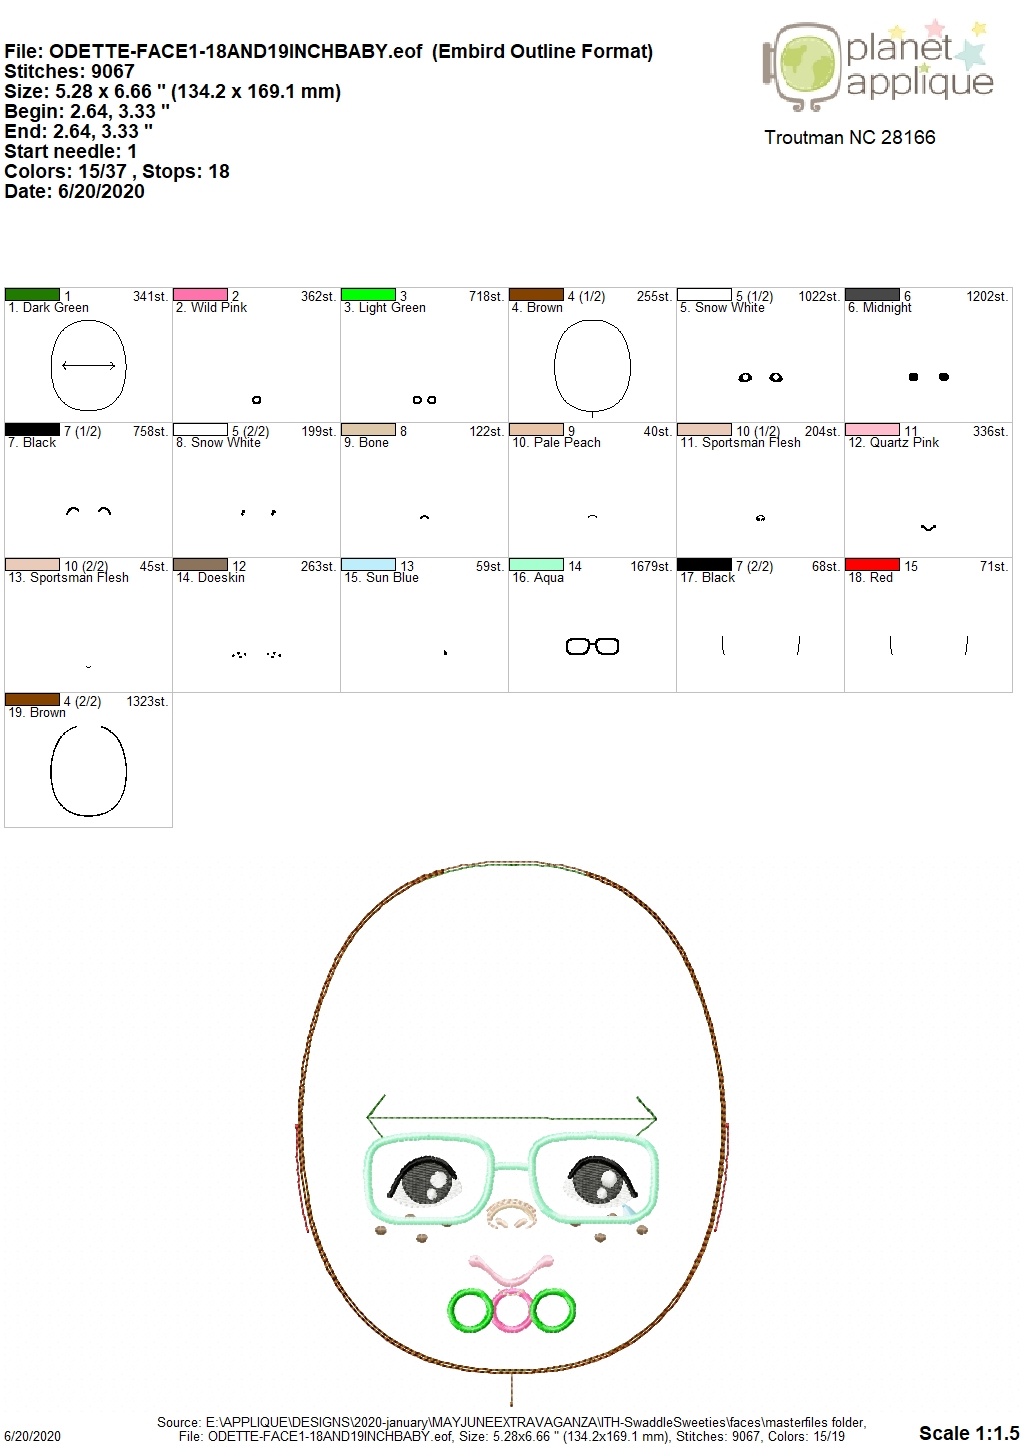 File: ODETTE-FACE1-18AND19INCHBABY.eof (Embird Outline Format)
Stitches: 9067
Size: 5.28 x 6.66 " (134.2 x 169.1 mm)
Begin: 2.64, 3.33 "
End: 2.64, 3.33 "
Start needle: 1
Colors: 15/37 , Stops: 18
Date: 6/20/2020
planet
applique
Troutman NC 28166
1 341st.
1. Dark Green
2 362st.
2. Wild Pink
3 718st.
3. Light Green
4 (1/2) 255st.
4. Brown
5 (1/2) 1022st.
5. Snow White
6 1202st.
6. Midnight
7 (1/2) 758st.
7. Black
5 (2/2) 199st.
8. Snow White
8 122st.
9. Bone
9 40st.
10. Pale Peach
10 (1/2) 204st.
11. Sportsman Flesh
11 336st.
12. Quartz Pink
10 (2/2) 45st.
13. Sportsman Flesh
12 263st.
14. Doeskin
13 59st.
15. Sun Blue
14 1679st.
16. Aqua
7 (2/2) 68st.
17. Black
15 71st.
18. Red
4 (2/2) 1323st.
19. Brown
Source: E:\APPLIQUE\DESIGNS\2020-january\MAYJUNEEXTRAVAGANZA\ITH-SwaddleSweeties\faces\masterfiles folder,
6/20/2020 File: ODETTE-FACE1-18AND19INCHBABY.eof, Size: 5.28x6.66 " (134.2x169.1 mm), Stitches: 9067, Colors: 15/19 Scale 1:1.5